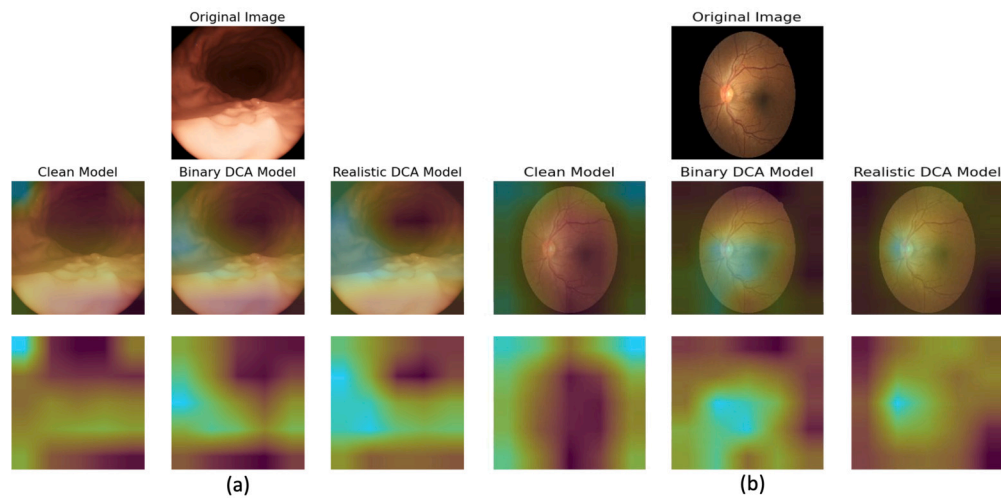 Original Image
Clean Model
Binary DCA Model
Realistic DCA Model
(a)
Original Image
Clean Model
Binary DCA Model
Realistic DCA Model
(b)